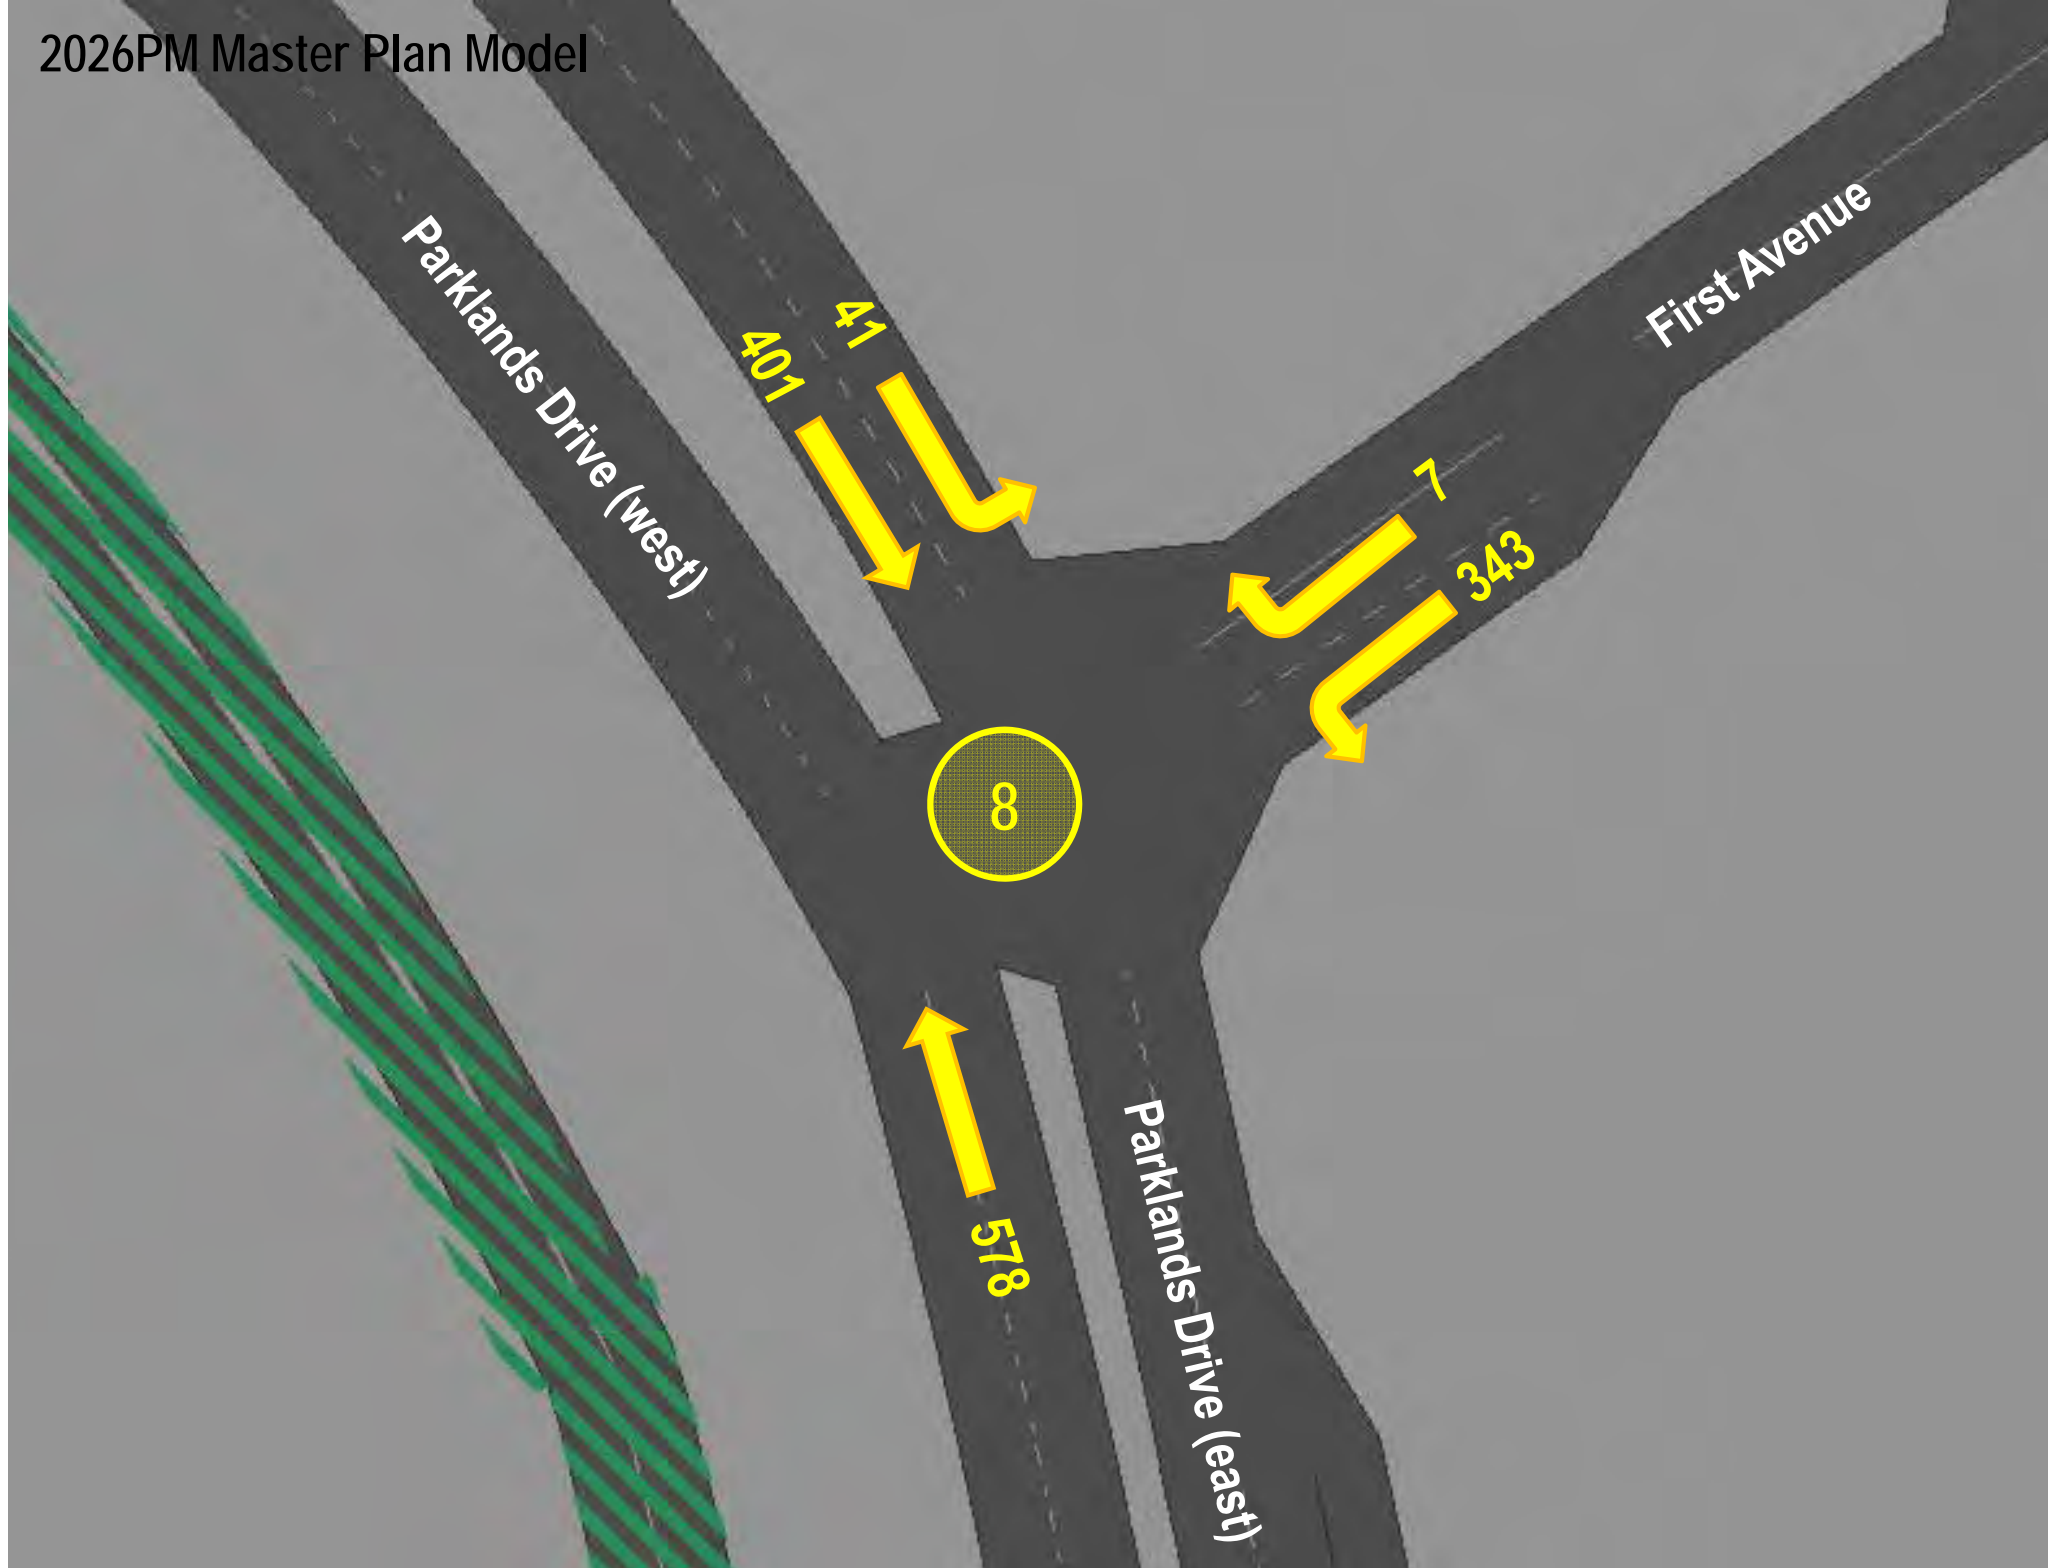 2026PM Master Plan Model
First Avenue
Parklands Drive (west)
41
401
7
343
8
578
Parklands Drive (east)